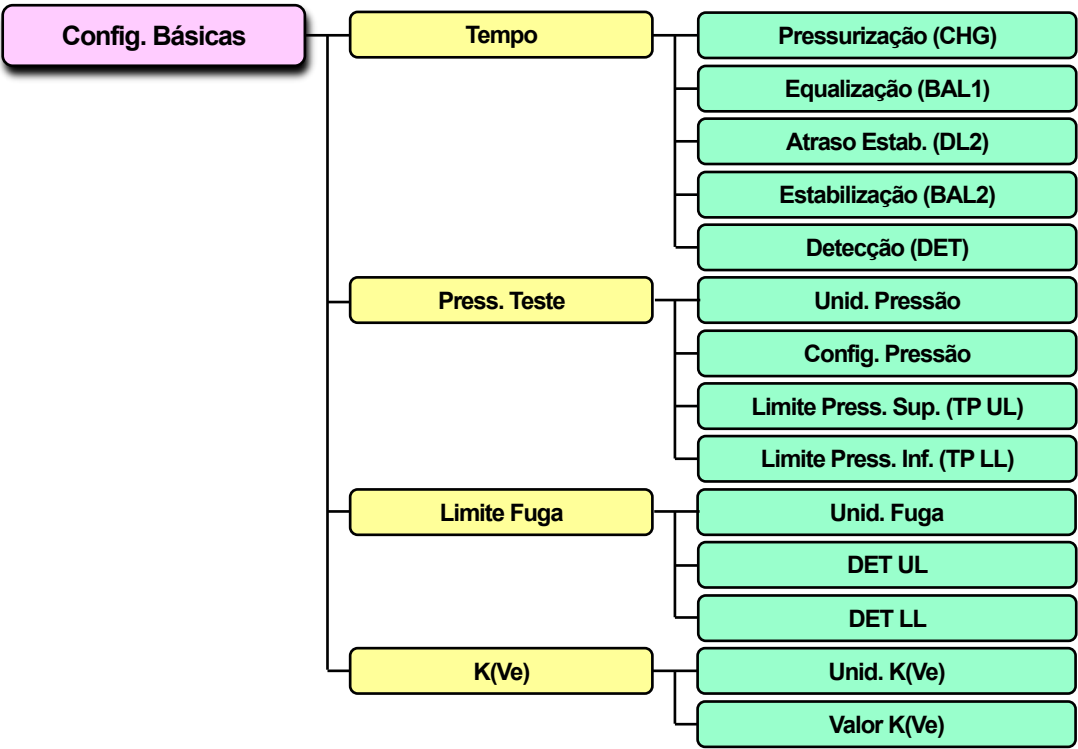 Config. Básicas
Tempo
Pressurização (CHG)
Equalização (BAL1)
Atraso Estab. (DL2)
Estabilização (BAL2)
Detecção (DET)
Press. Teste
Unid. Pressão
Config. Pressão
Limite Press. Sup. (TP UL)
Limite Press. Inf. (TP LL)
Limite Fuga
Unid. Fuga
DET UL
DET LL
K(Ve)
Unid. K(Ve)
Valor K(Ve)